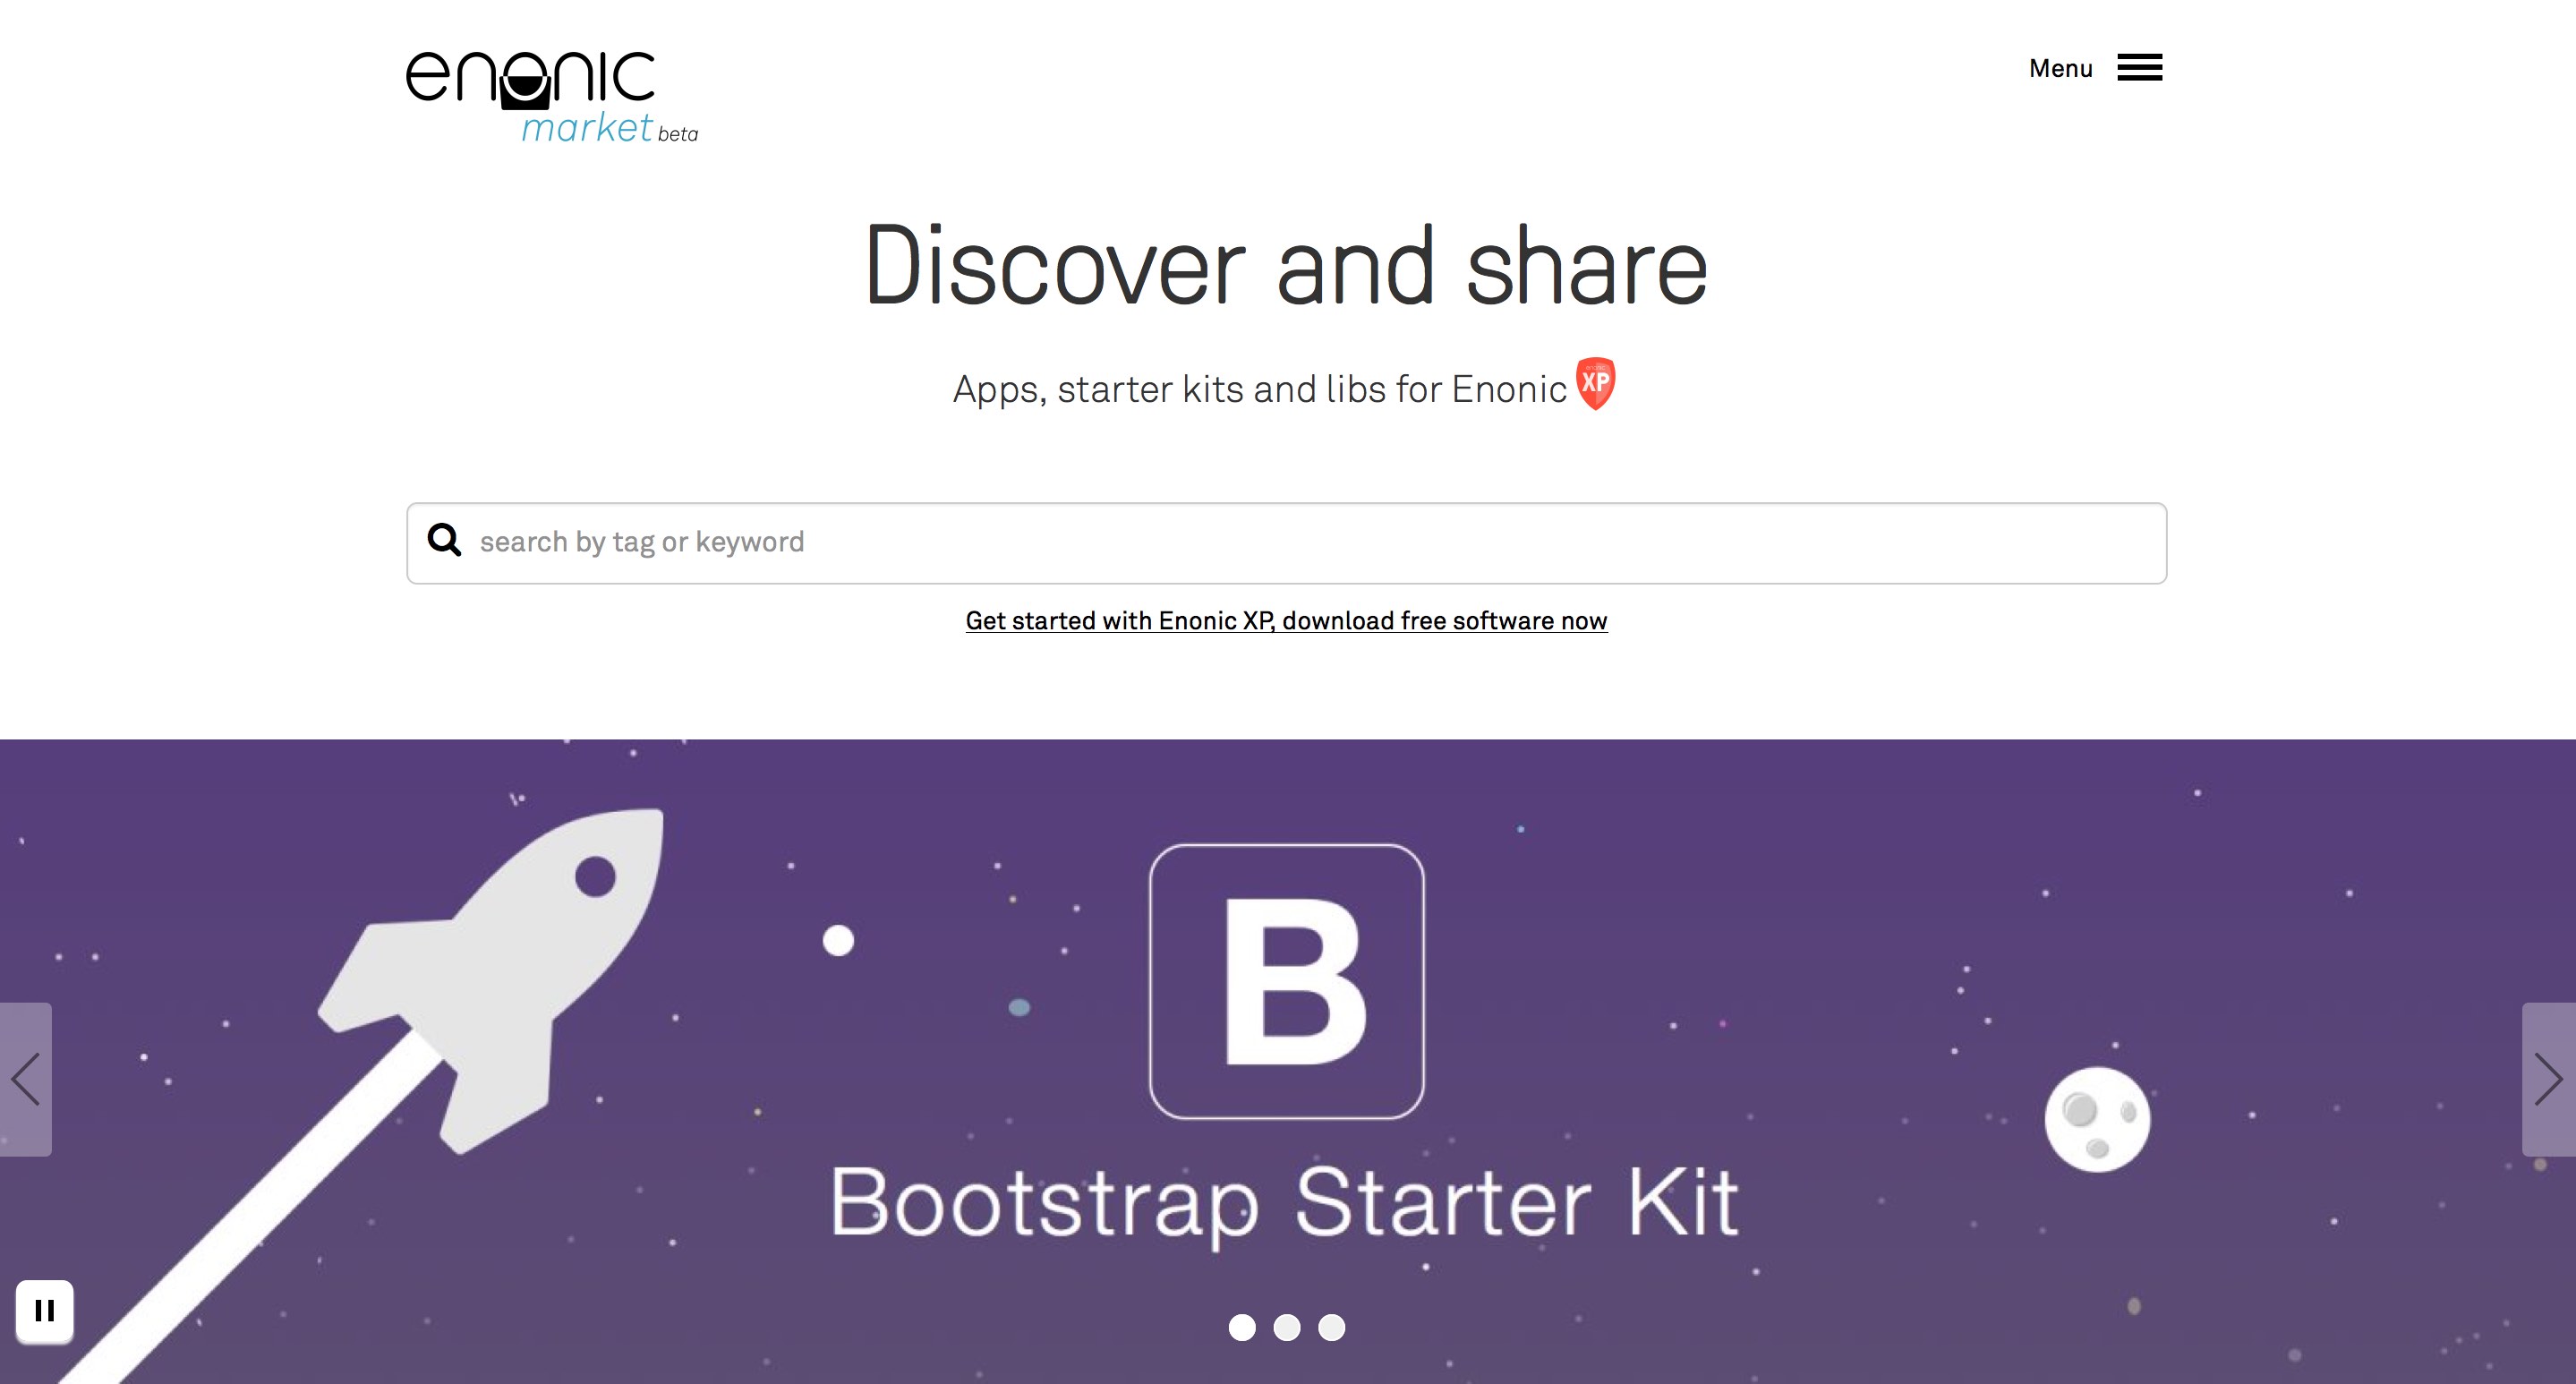 enonic
market beta
Menu
Discover and share
Apps, starter kits and libs for Enonic XP
search by tag or keyword
Get started with Enonic XP, download free software now
B
Bootstrap Starter Kit